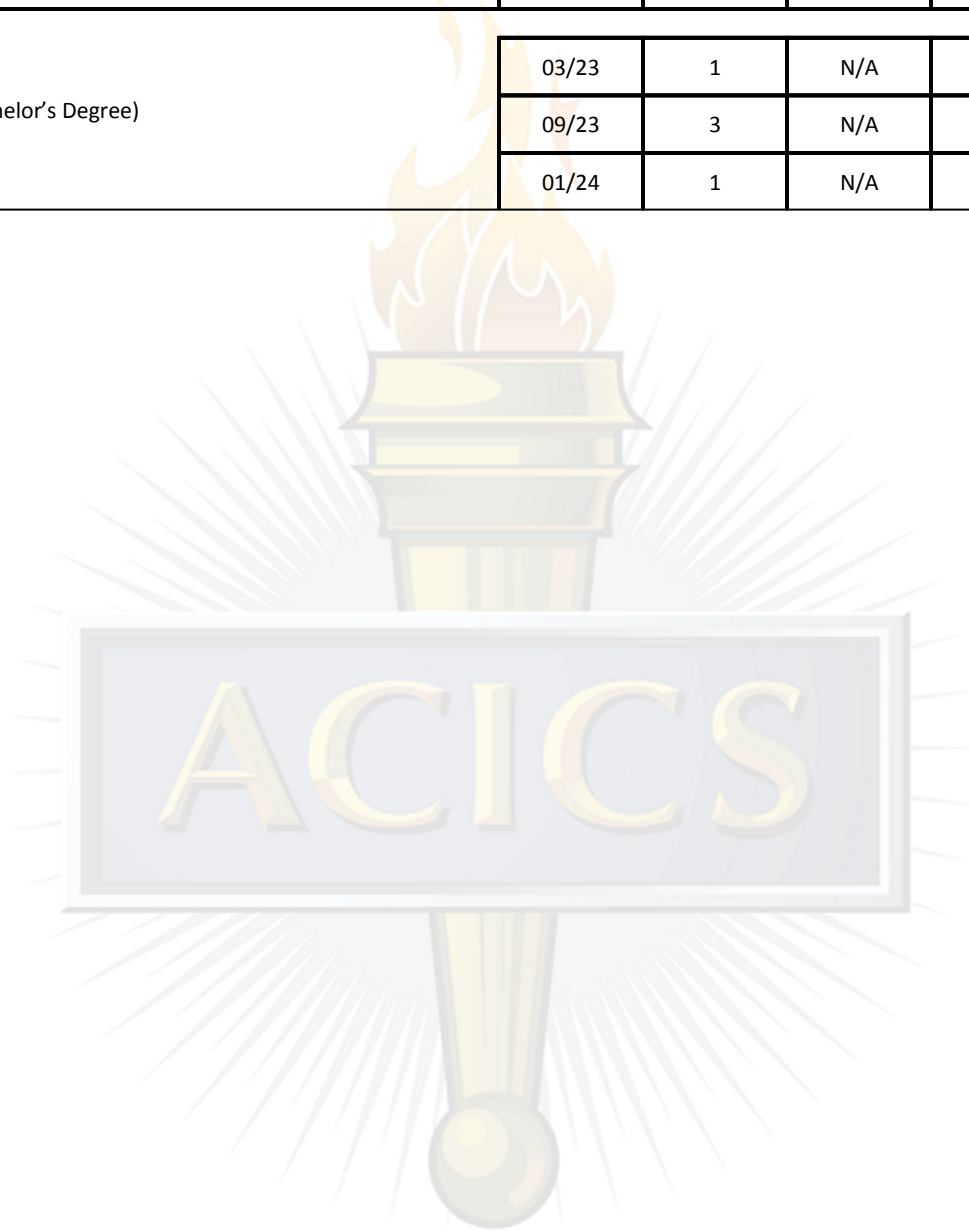 03/23 1 N/A
helor’s Degree)
09/23 3 N/A
01/24 1 N/A
ACICS